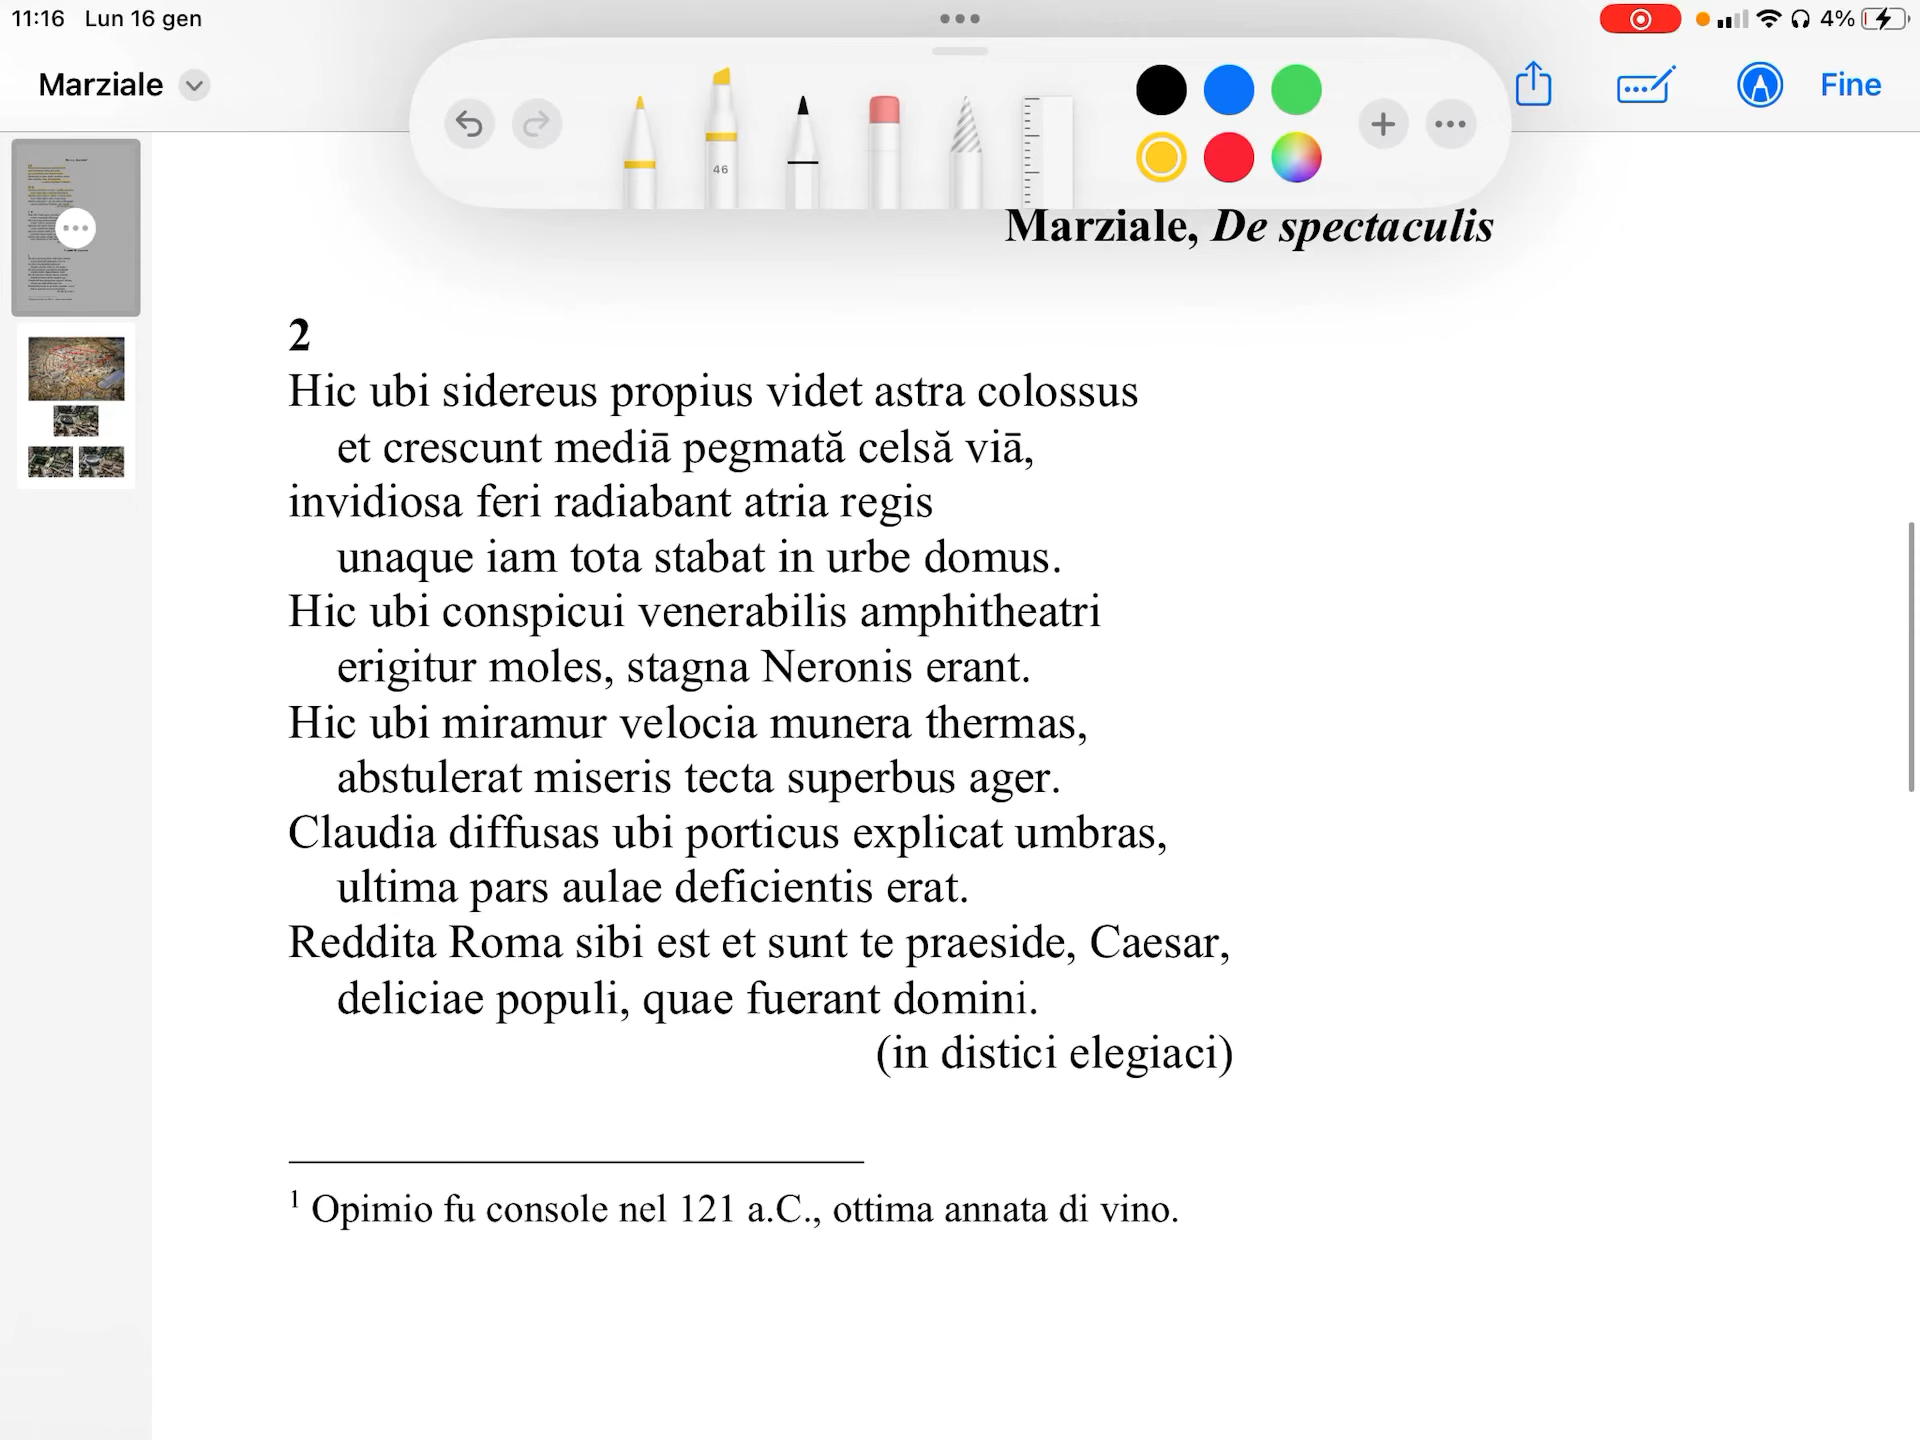 11:16 Lun 16 gen
4%
Marziale
46
Fine
Marziale, De spectaculis
2
Hic ubi sidereus propius videt astra colossus
et crescunt mediā pegmată celsă viā,
invidiosa feri radiabant atria regis
unaque iam tota stabat in urbe domus.
Hic ubi conspicui venerabilis amphitheatri
erigitur moles, stagna Neronis erant.
Hic ubi miramur velocia munera thermas,
abstulerat miseris tecta superbus ager.
Claudia diffusas ubi porticus explicat umbras,
ultima pars aulae deficientis erat.
Reddita Roma sibi est et sunt te praeside, Caesar,
deliciae populi, quae fuerant domini.
(in distici elegiaci)
1 Opimio fu console nel 121 a.C., ottima annata di vino.